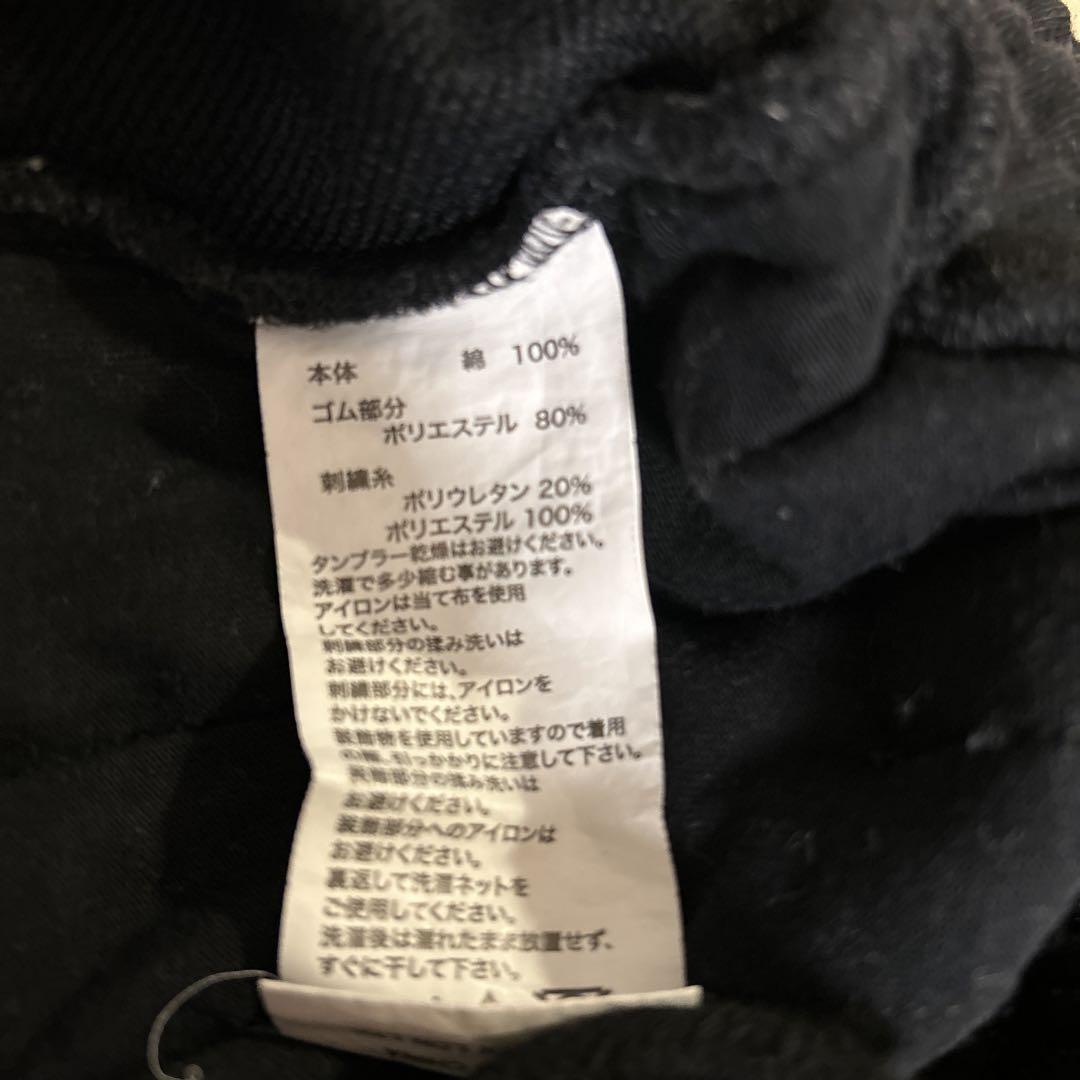 本体 綿 100%
ゴム部分
ポリエステル 80%
刺繍糸
ポリウレタン 20%
ポリエステル 100%
タンブラー乾燥はお避けください。
洗濯で多少縮む事があります。
アイロンは当て布を使用
してください。
刺繍部分の揉み洗いは
お避けください。
刺繍部分には、アイロンを
かけないでください。
装飾物を使用していますので着用
の際、引っかかりに注意して下さい。
装飾部分の揉み洗いは
お避けください。
装飾部分へのアイロンは
お避けください。
裏返して洗濯ネットを
ご使用してください。
洗濯後は濡れたまま放置せず、
すぐに干して下さい。